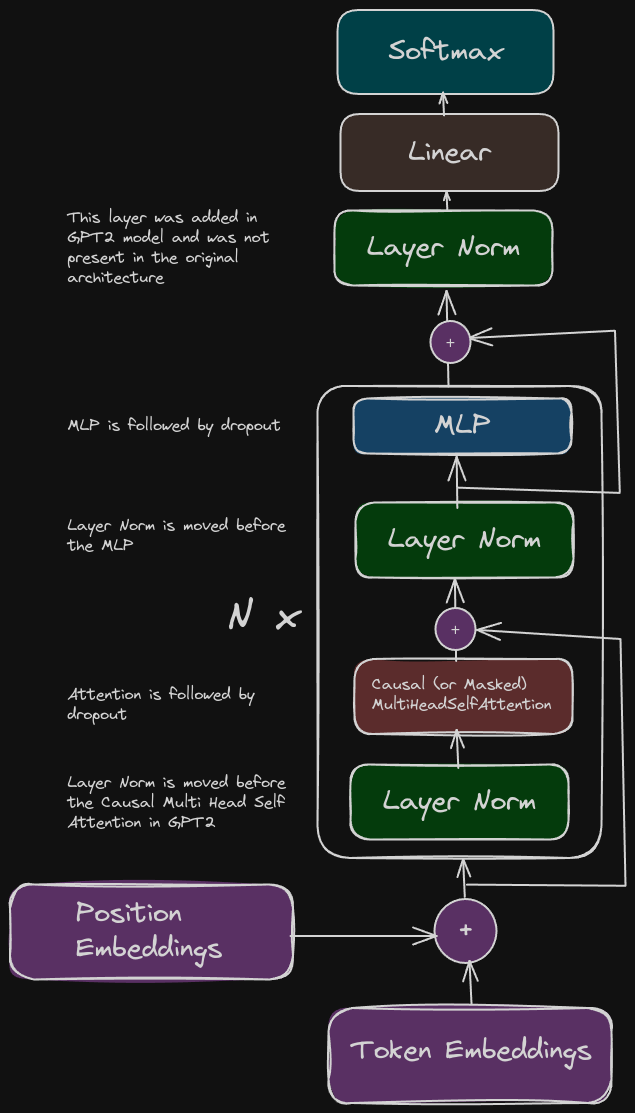 Softmax
Linear
This layer was added in
GPT2 model and was not
present in the original
architecture
Layer Norm
+
MLP is followed by dropout
MLP
Layer Norm is moved before
the MLP
Layer Norm
N x
+
Attention is followed by
dropout
Causal (or Masked)
MultiHeadSelfAttention
Layer Norm is moved before
the Causal Multi Head Self
Attention in GPT2
Layer Norm
Position
Embeddings
+
Token Embeddings